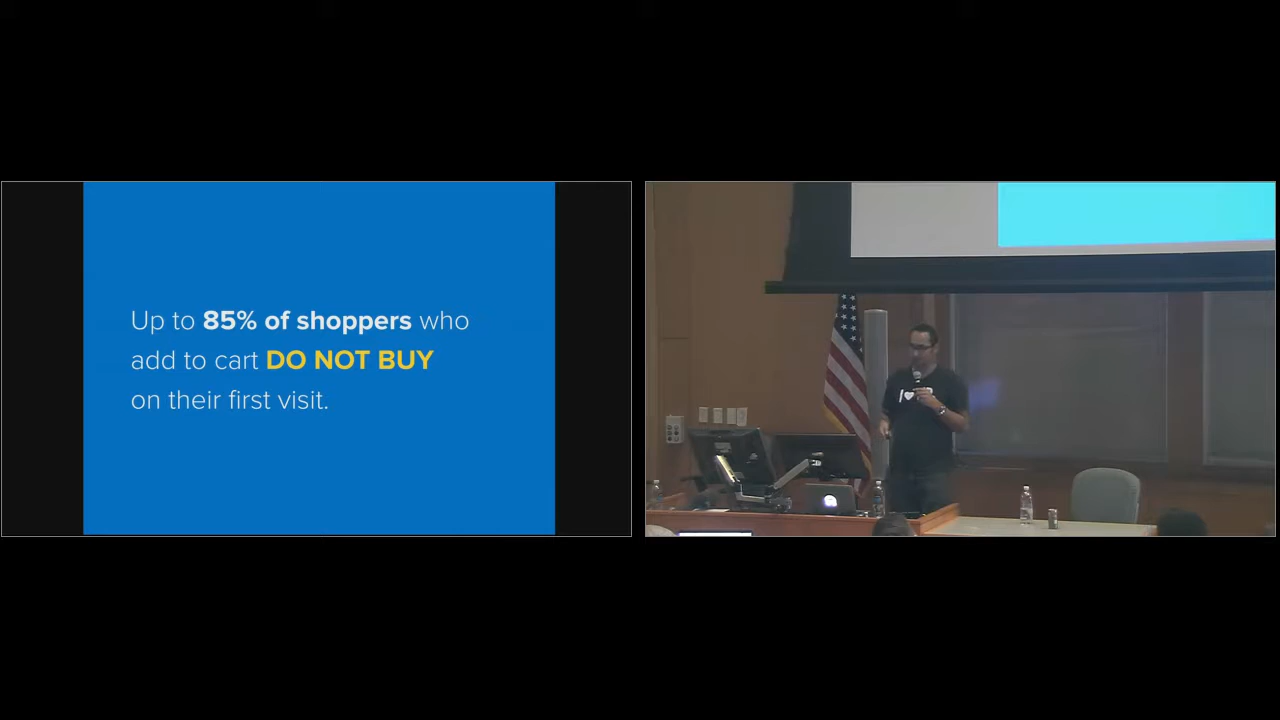 Up to 85% of shoppers who
add to cart DO NOT BUY
on their first visit.